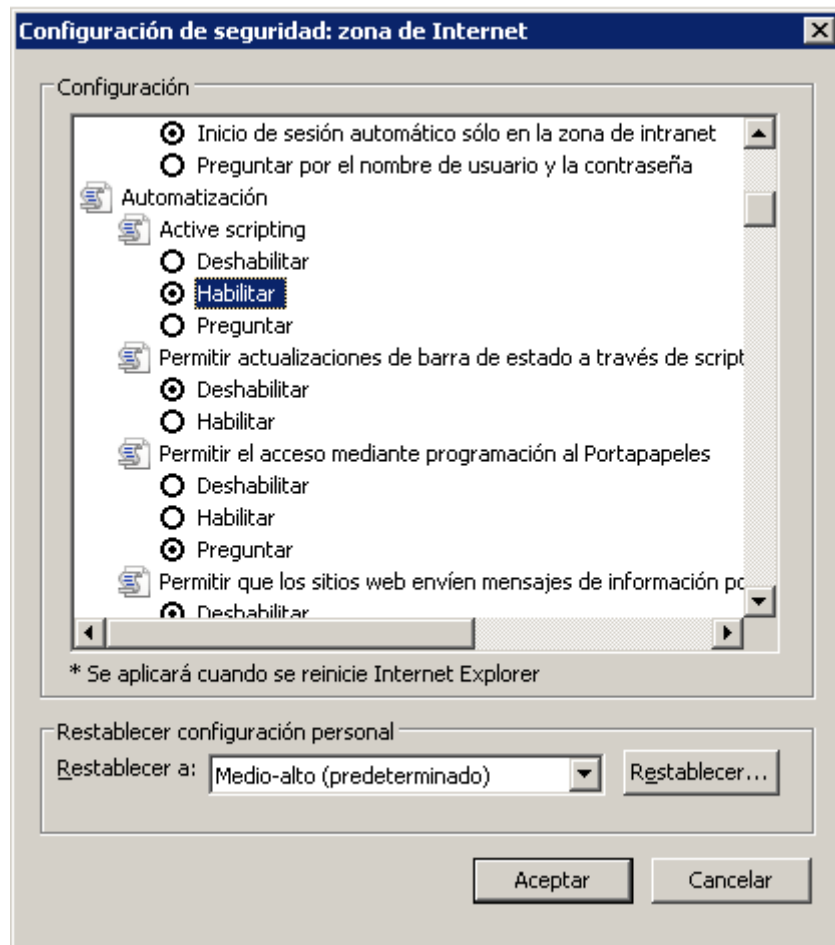 Configuración de seguridad: zona de Internet
Configuración
Inicio de sesión automático sólo en la zona de intranet
Preguntar por el nombre de usuario y la contraseña
Automatización
Active scripting
Deshabilitar
Habilitar
Preguntar
Permitir actualizaciones de barra de estado a través de script
Deshabilitar
Habilitar
Permitir el acceso mediante programación al Portapapeles
Deshabilitar
Habilitar
Preguntar
Permitir que los sitios web envíen mensajes de información po
Deshabilitar
* Se aplicará cuando se reinicie Internet Explorer
Restablecer configuración personal
Restablecer a: Medio-alto (predeterminado) Restablecer...
Aceptar Cancelar